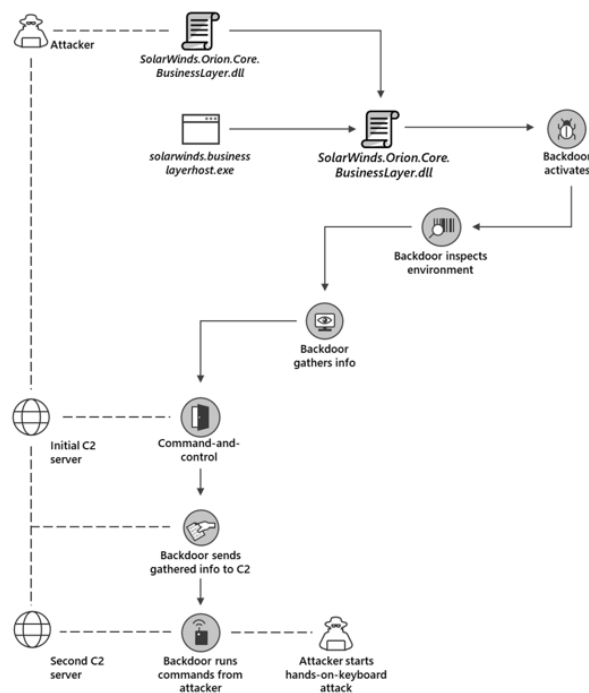 Attacker
SolarWinds.Orion.Core.
BusinessLayer.dll
solarwinds.business
layerhost.exe
SolarWinds.Orion.Core.
BusinessLayer.dll
Backdoor
activates
Backdoor inspects
environment
Backdoor
gathers info
Initial C2
server
Command-and-
control
Backdoor sends
gathered info to C2
Second C2
server
Backdoor runs
commands from
attacker
Attacker starts
hands-on-keyboard
attack